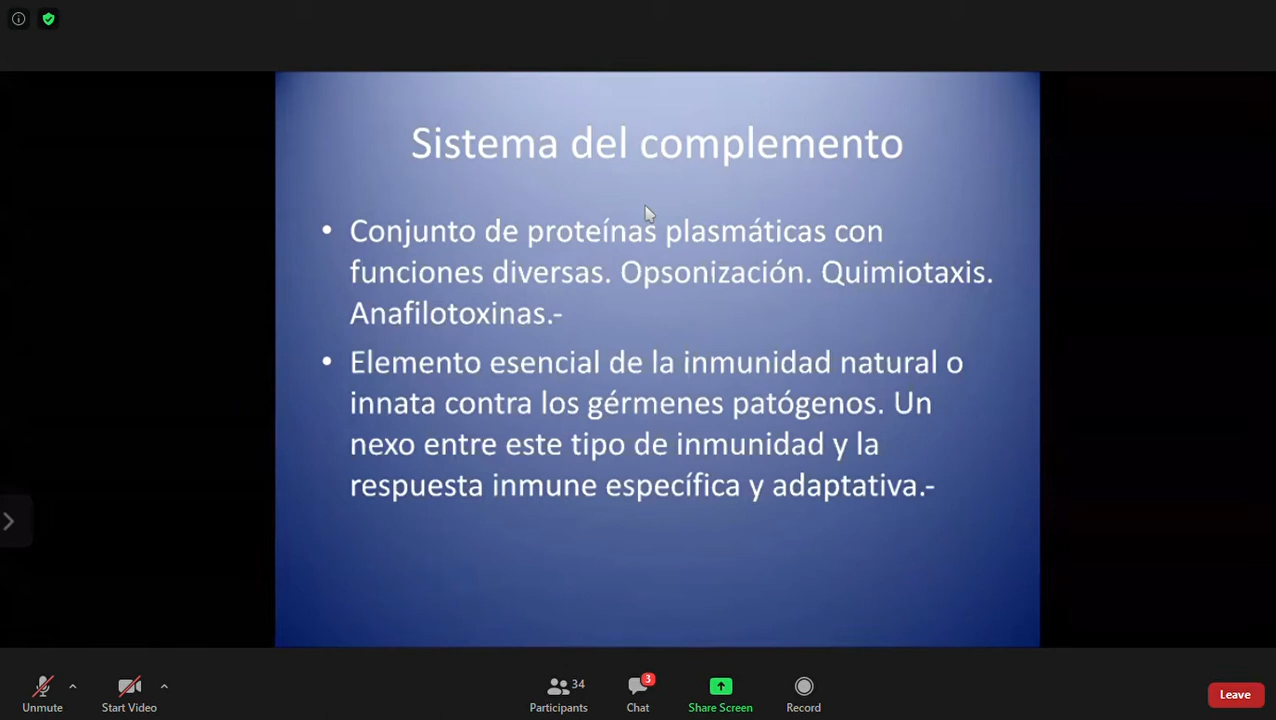 Sistema del complemento
• Conjunto de proteínas plasmáticas con
funciones diversas. Opsonización. Quimiotaxis.
Anafilotoxinas.-
• Elemento esencial de la inmunidad natural o
innata contra los gérmenes patógenos. Un
nexo entre este tipo de inmunidad y la
respuesta inmune específica y adaptativa.-
Unmute
Start Video
34
Participants
3
Chat
Share Screen
Record
Leave